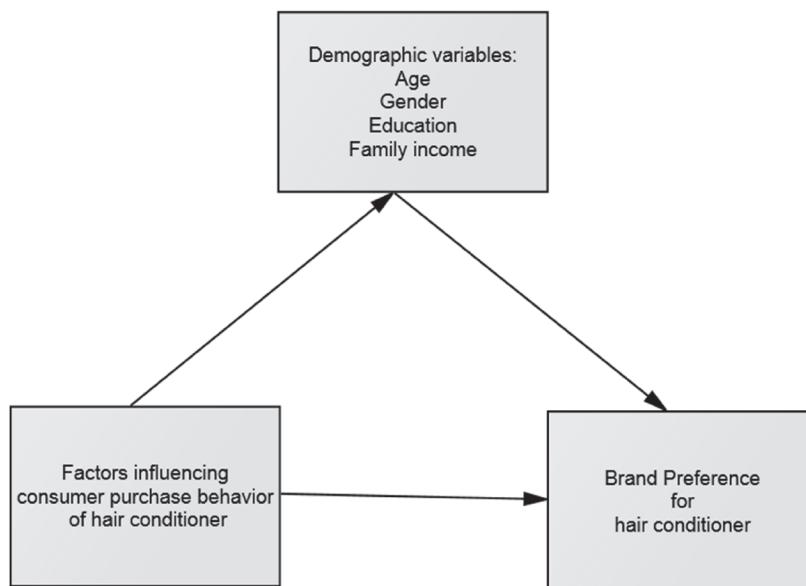 Demographic variables:
Age
Gender
Education
Family income
Factors influencing
consumer purchase behavior
of hair conditioner
Brand Preference
for
hair conditioner